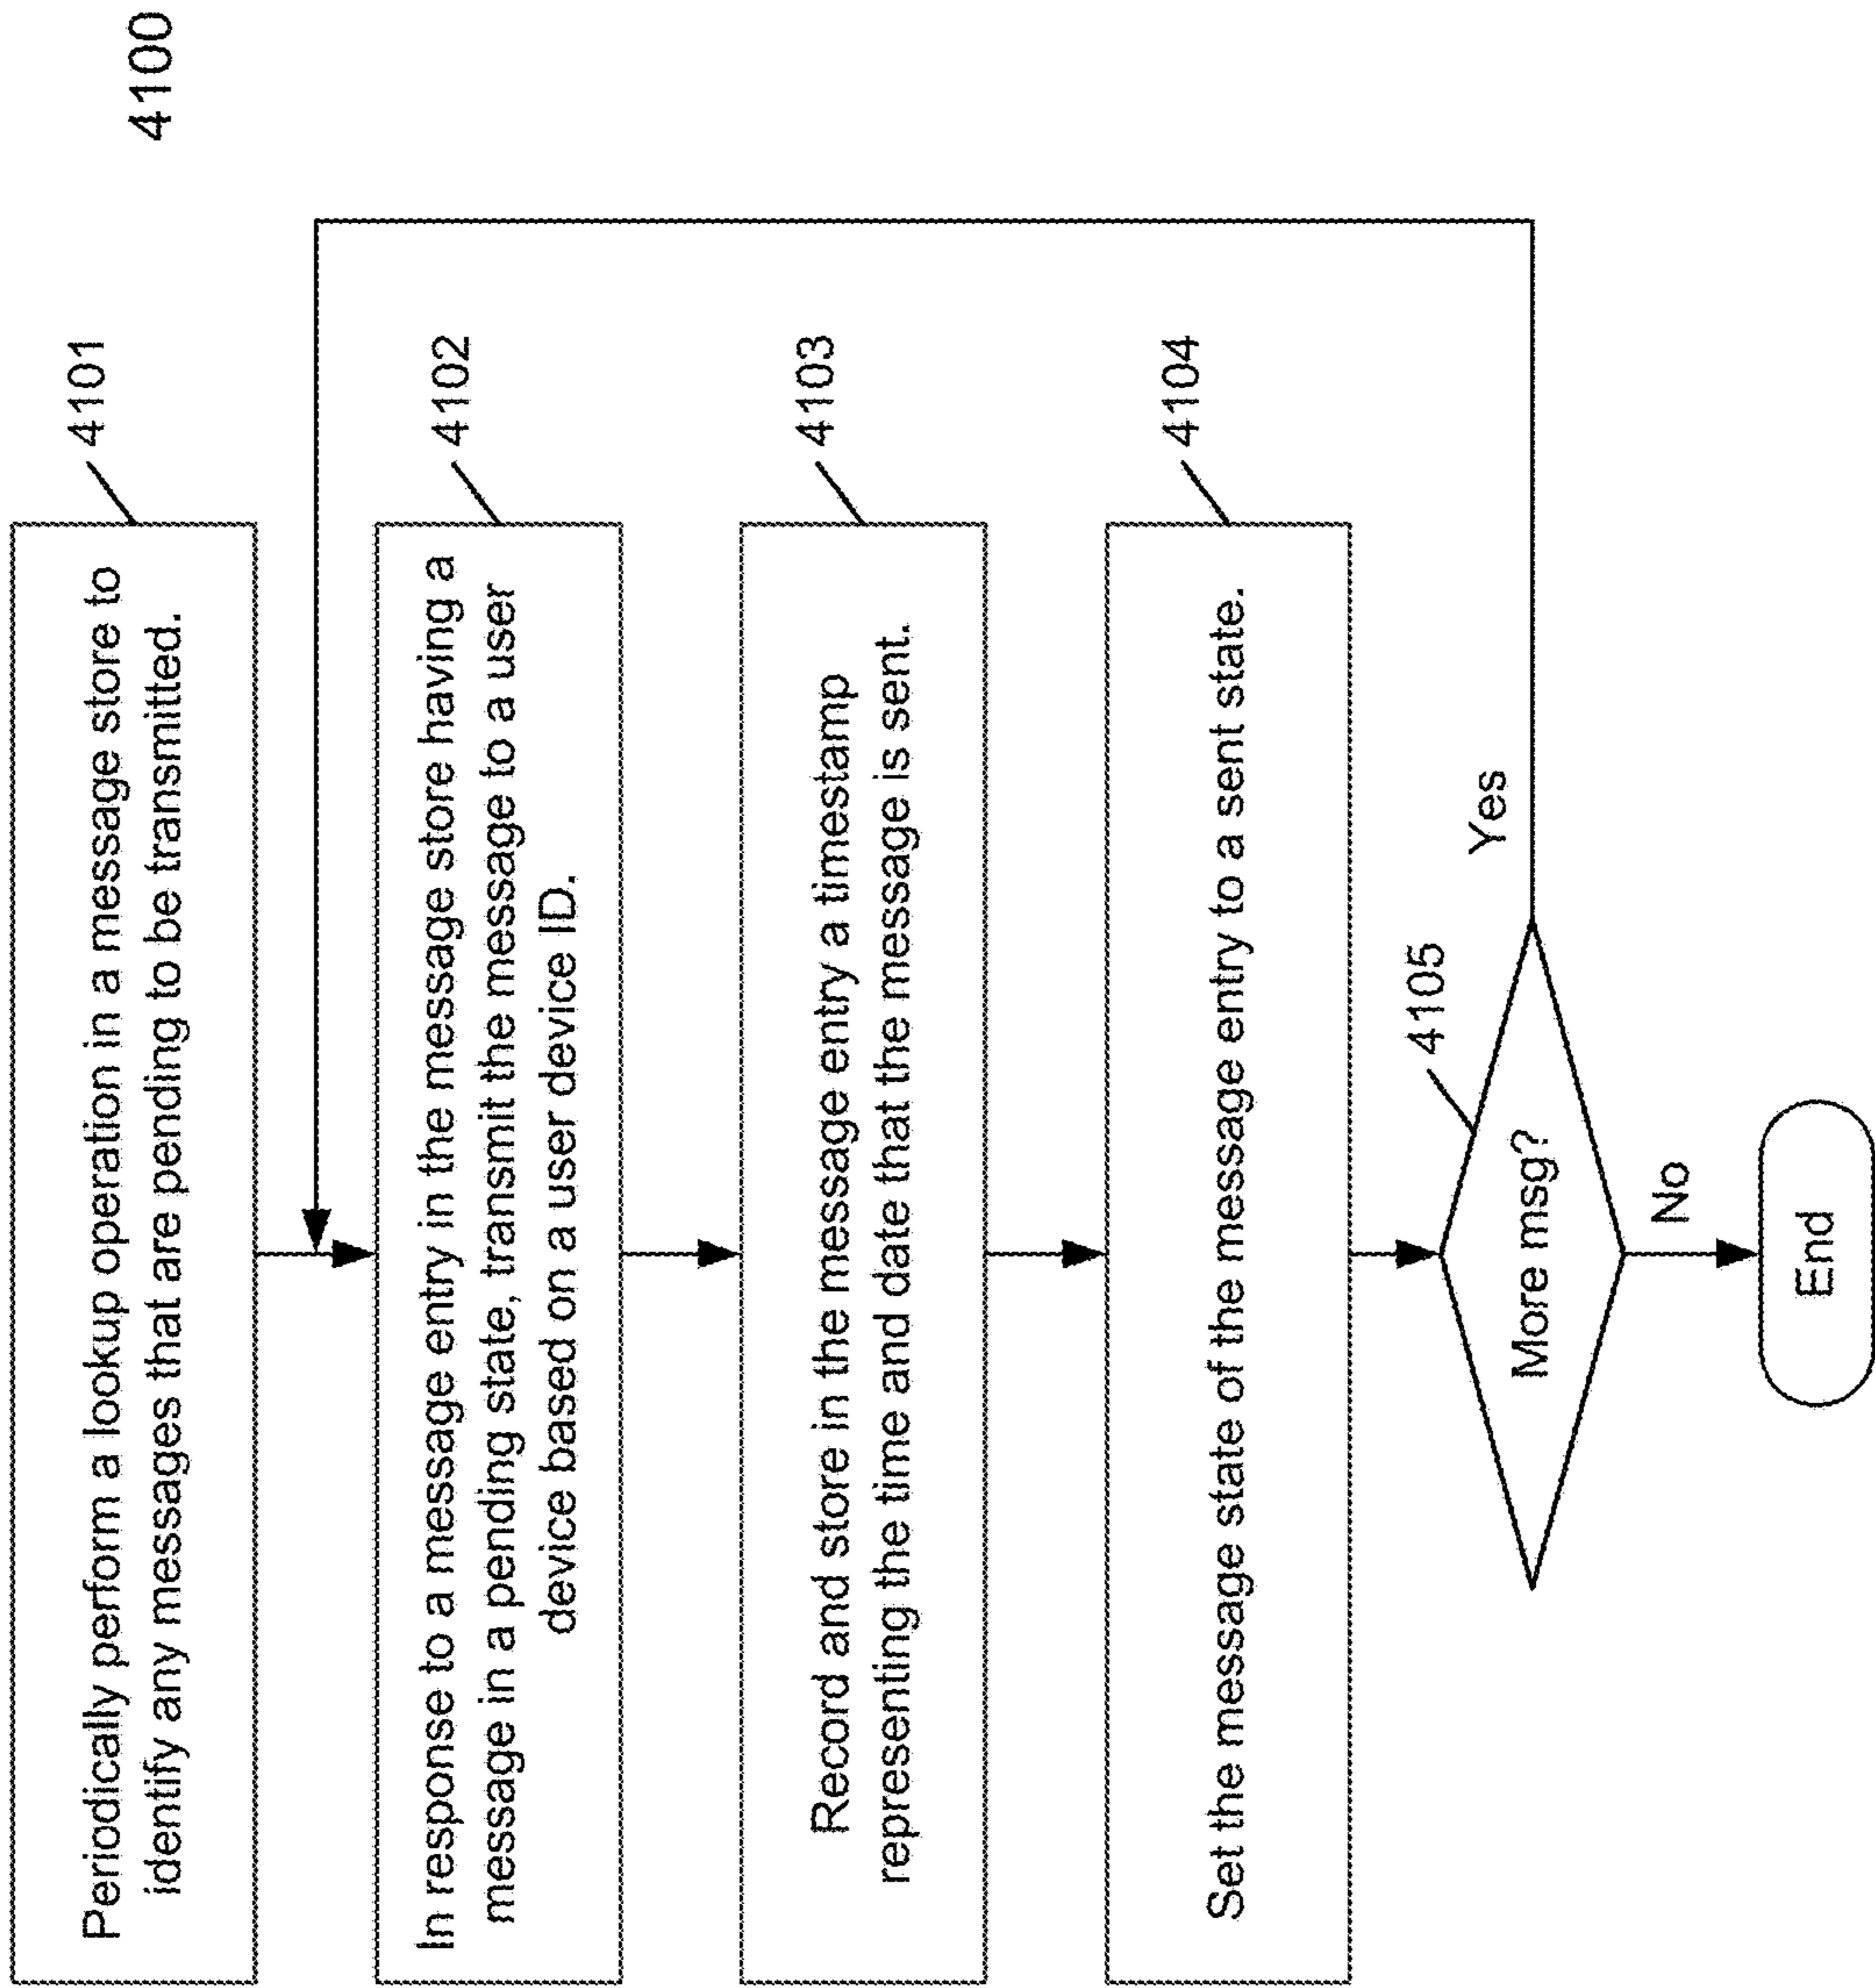 4100
4101
Periodically perform a lookup operation in a message store to
identify any messages that are pending to be transmitted.
4102
In response to a message entry in the message store having a
message in a pending state, transmit the message to a user
device based on a user device ID.
4103
Record and store in the message entry a timestamp
representing the time and date that the message is sent.
4104
Set the message state of the message entry to a sent state.
4105
More msg?
Yes
No
End